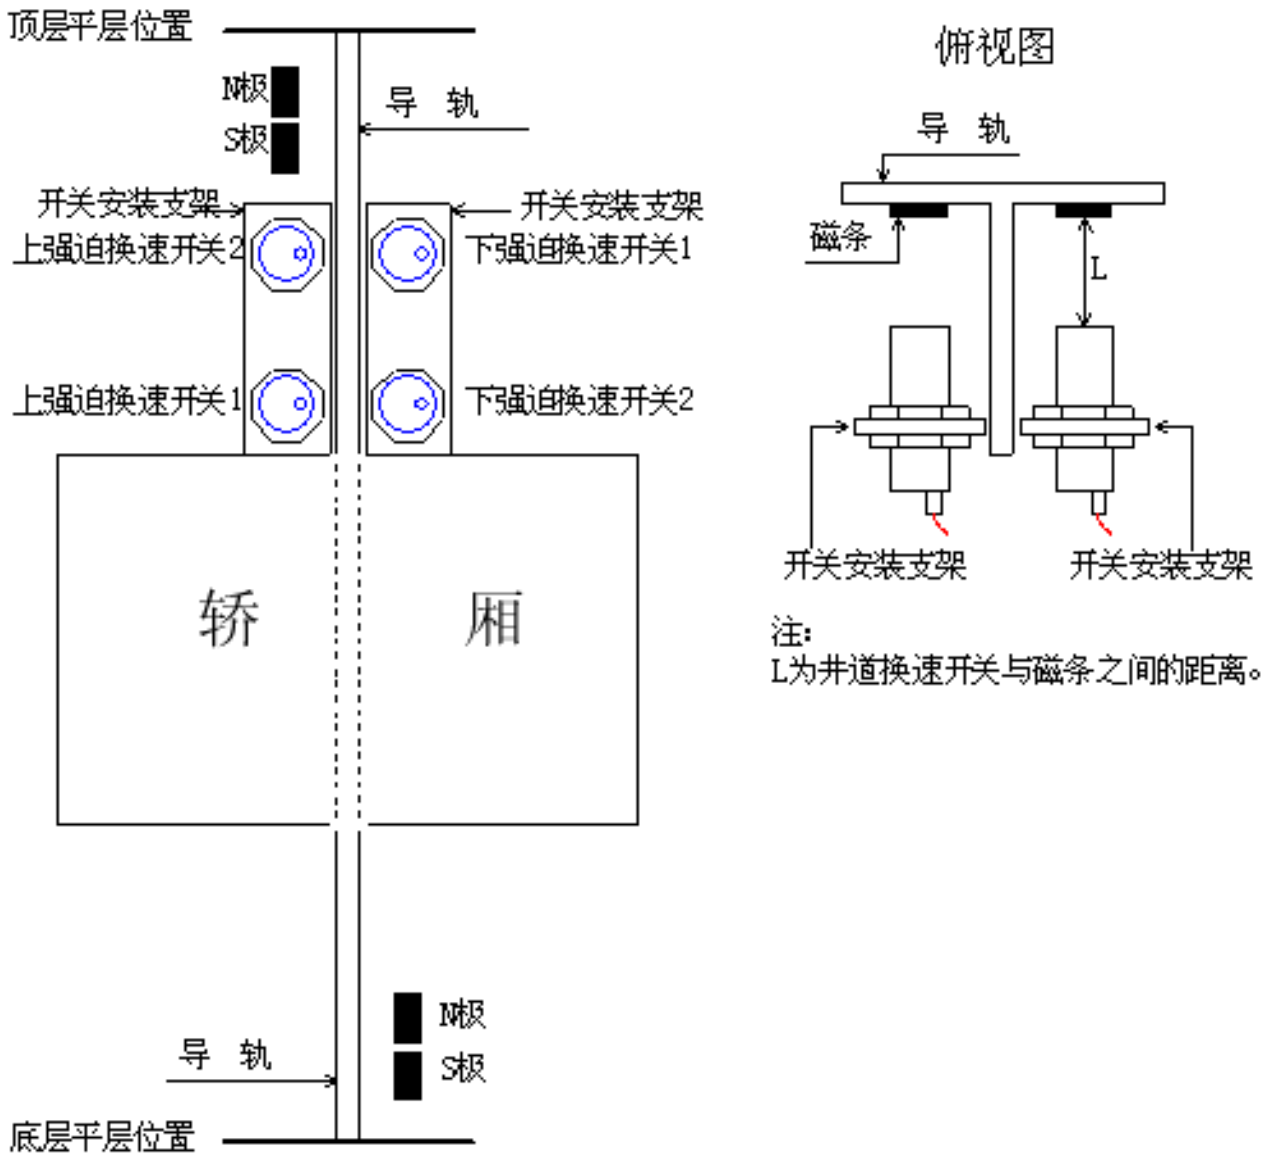 顶层平层位置
俯视图
N极
S极
导 轨
导 轨
开关安装支架
开关安装支架
上强迫换速开关2
下强迫换速开关1
磁条
L
上强迫换速开关1
下强迫换速开关2
开关安装支架
开关安装支架
轿 厢
注:
L为井道换速开关与磁条之间的距离。
N极
S极
导 轨
底层平层位置